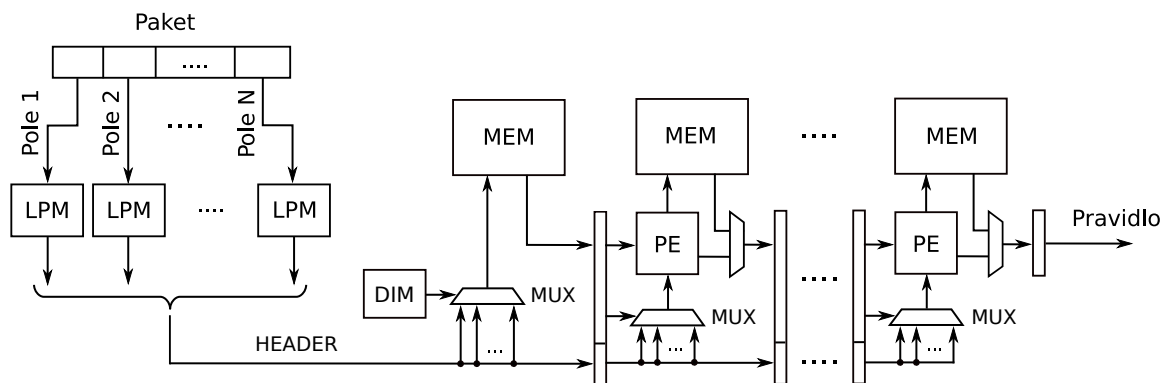 Paket
....
Pole 1
Pole 2
....
Pole N
LPM
LPM
....
LPM
HEADER
DIM
MUX
...
MEM
MEM
....
MEM
PE
MUX
...
....
....
PE
MUX
...
Pravidlo